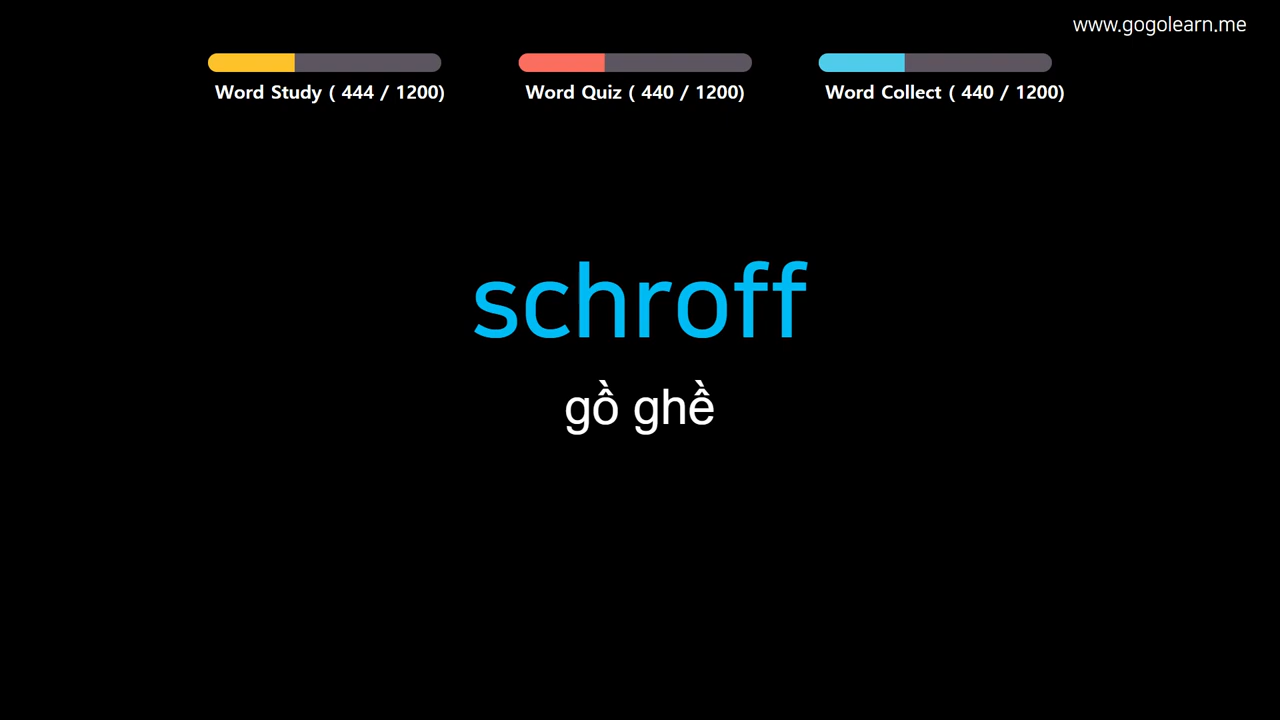 www.gogolearn.me
Word Study ( 444 / 1200)
Word Quiz ( 440 / 1200)
Word Collect ( 440 / 1200)
schroff
gồ ghề